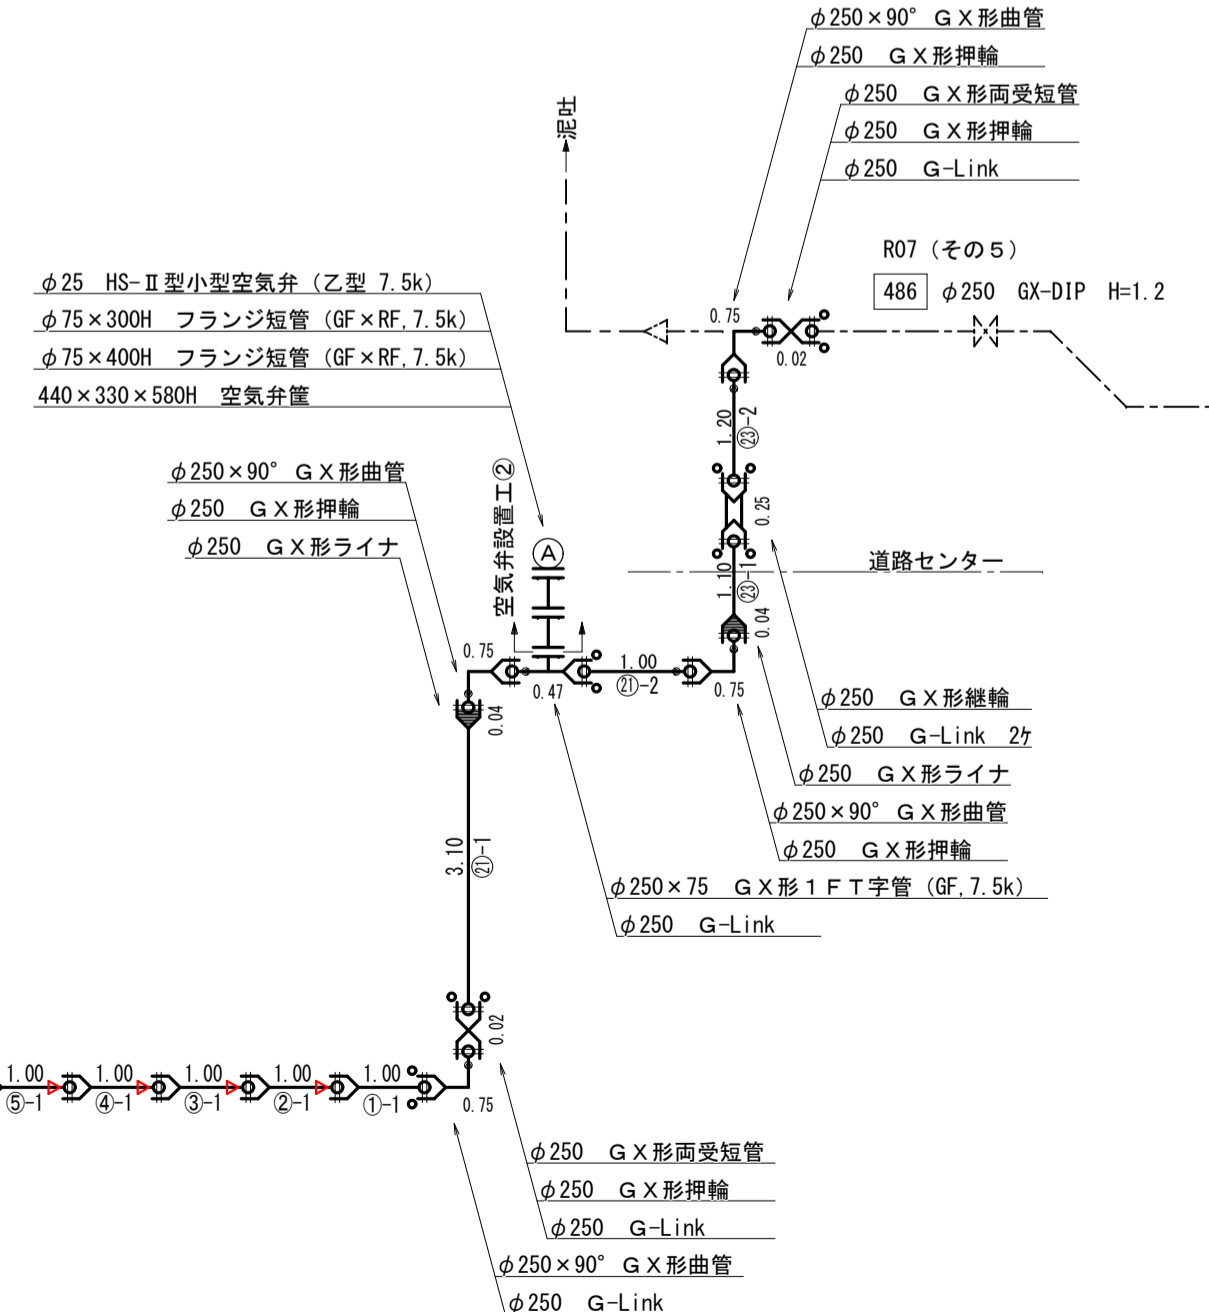 φ250×90° GX形曲管
φ250 GX形押輪
φ250 GX形両受短管
φ250 GX形押輪
φ250 G-Link
泥吐
R07（その5）
486 φ250 GX-DIP H=1.2
φ25 HS-Ⅱ型小型空気弁（乙型 7.5k）
φ75×300H フランジ短管（GF×RF,7.5k）
φ75×400H フランジ短管（GF×RF,7.5k）
440×330×580H 空気弁筐
0.75
0.02
1.20
㉓-2
φ250×90° GX形曲管
φ250 GX形押輪
φ250 GX形ライナ
空気弁設置工②
A
0.25
道路センター
1.10
㉓-1
0.04
0.75
0.47
1.00
㉑-2
0.75
0.04
φ250 GX形継輪
φ250 G-Link 2ケ
φ250 GX形ライナ
φ250×90° GX形曲管
φ250 GX形押輪
φ250×75 GX形1FT字管（GF,7.5k）
φ250 G-Link
3.10
㉑-1
0.02
1.00
⑤-1
1.00
④-1
1.00
③-1
1.00
②-1
1.00
①-1
0.75
φ250 GX形両受短管
φ250 GX形押輪
φ250 G-Link
φ250×90° GX形曲管
φ250 G-Link